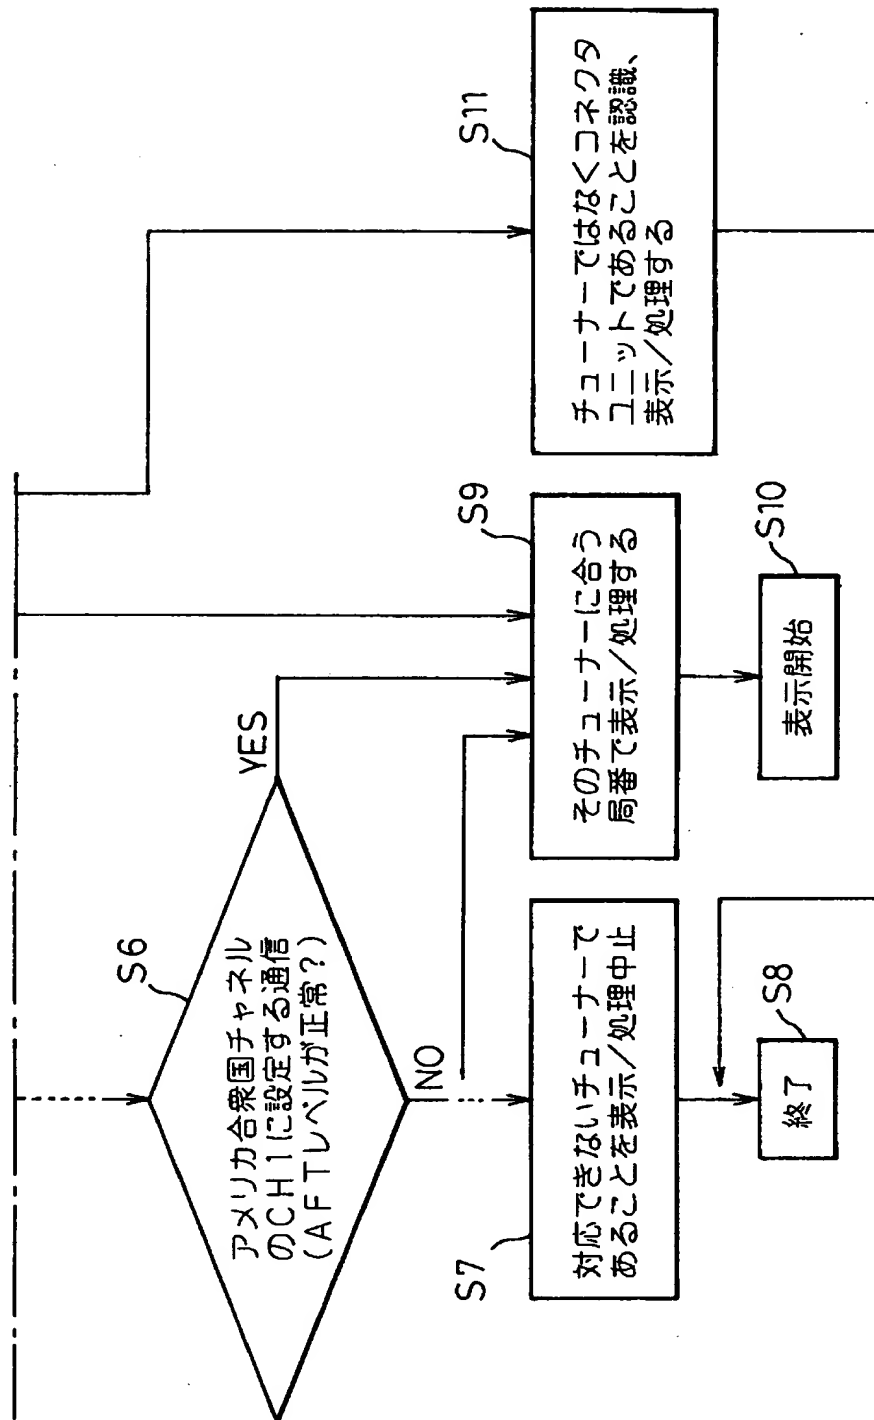 S6
アメリカ合衆国チャネル
のCH1に設定する通信
(AFTレベルが正常?)
YES
NO
S7
対応できないチューナーで
あることを表示/処理中止
S8
終了
S9
そのチューナーに合う
局番で表示/処理する
S10
表示開始
S11
チューナーではなくコネクタ
ユニットであることを認識、
表示/処理する